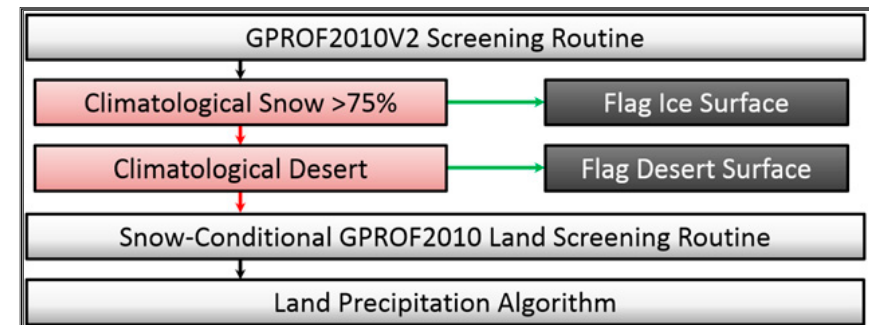 GPROF2010V2 Screening Routine
Climatological Snow >75%
Flag Ice Surface
Climatological Desert
Flag Desert Surface
Snow-Conditional GPROF2010 Land Screening Routine
Land Precipitation Algorithm